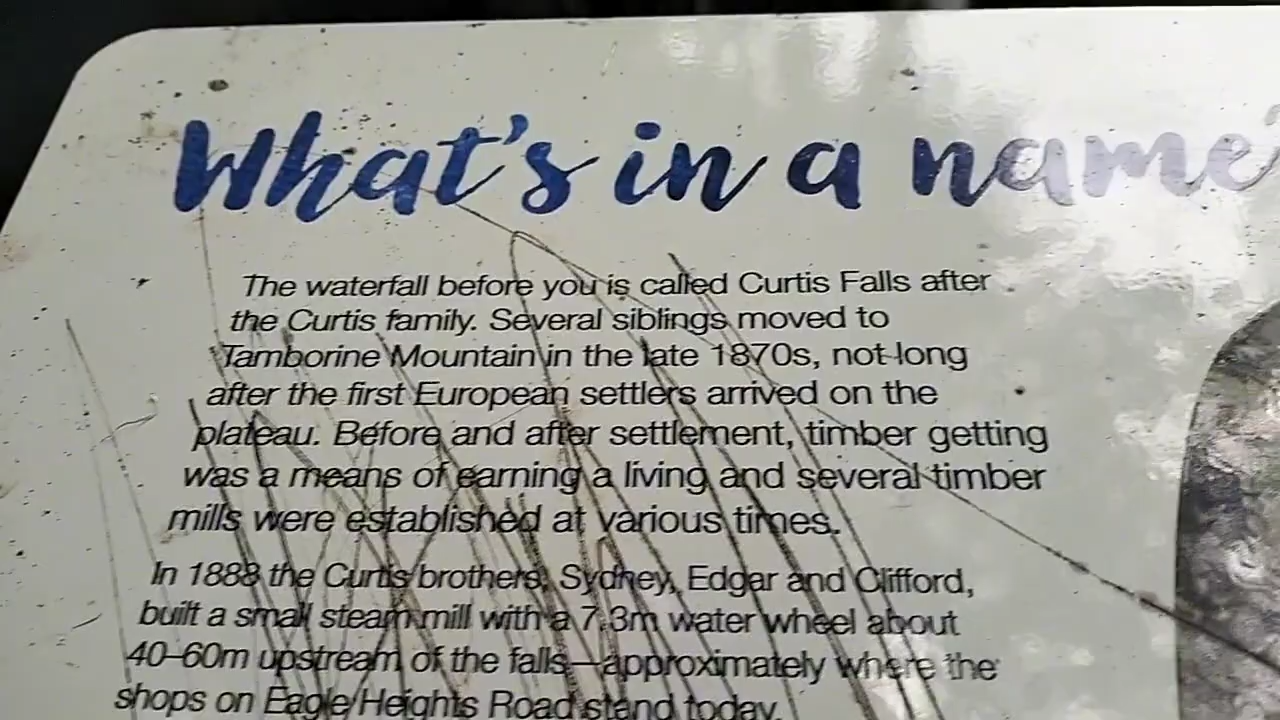 What's in a name
The waterfall before you is called Curtis Falls after
the Curtis family. Several siblings moved to
Tamborine Mountain in the late 1870s, not long
after the first European settlers arrived on the
plateau. Before and after settlement, timber getting
was a means of earning a living and several timber
mills were established at various times.
In 1888 the Curtis brothers, Sydney, Edgar and Clifford,
built a small steam mill with a 7.3m water wheel about
40–60m upstream of the falls—approximately where the
shops on Eagle Heights Road stand today.